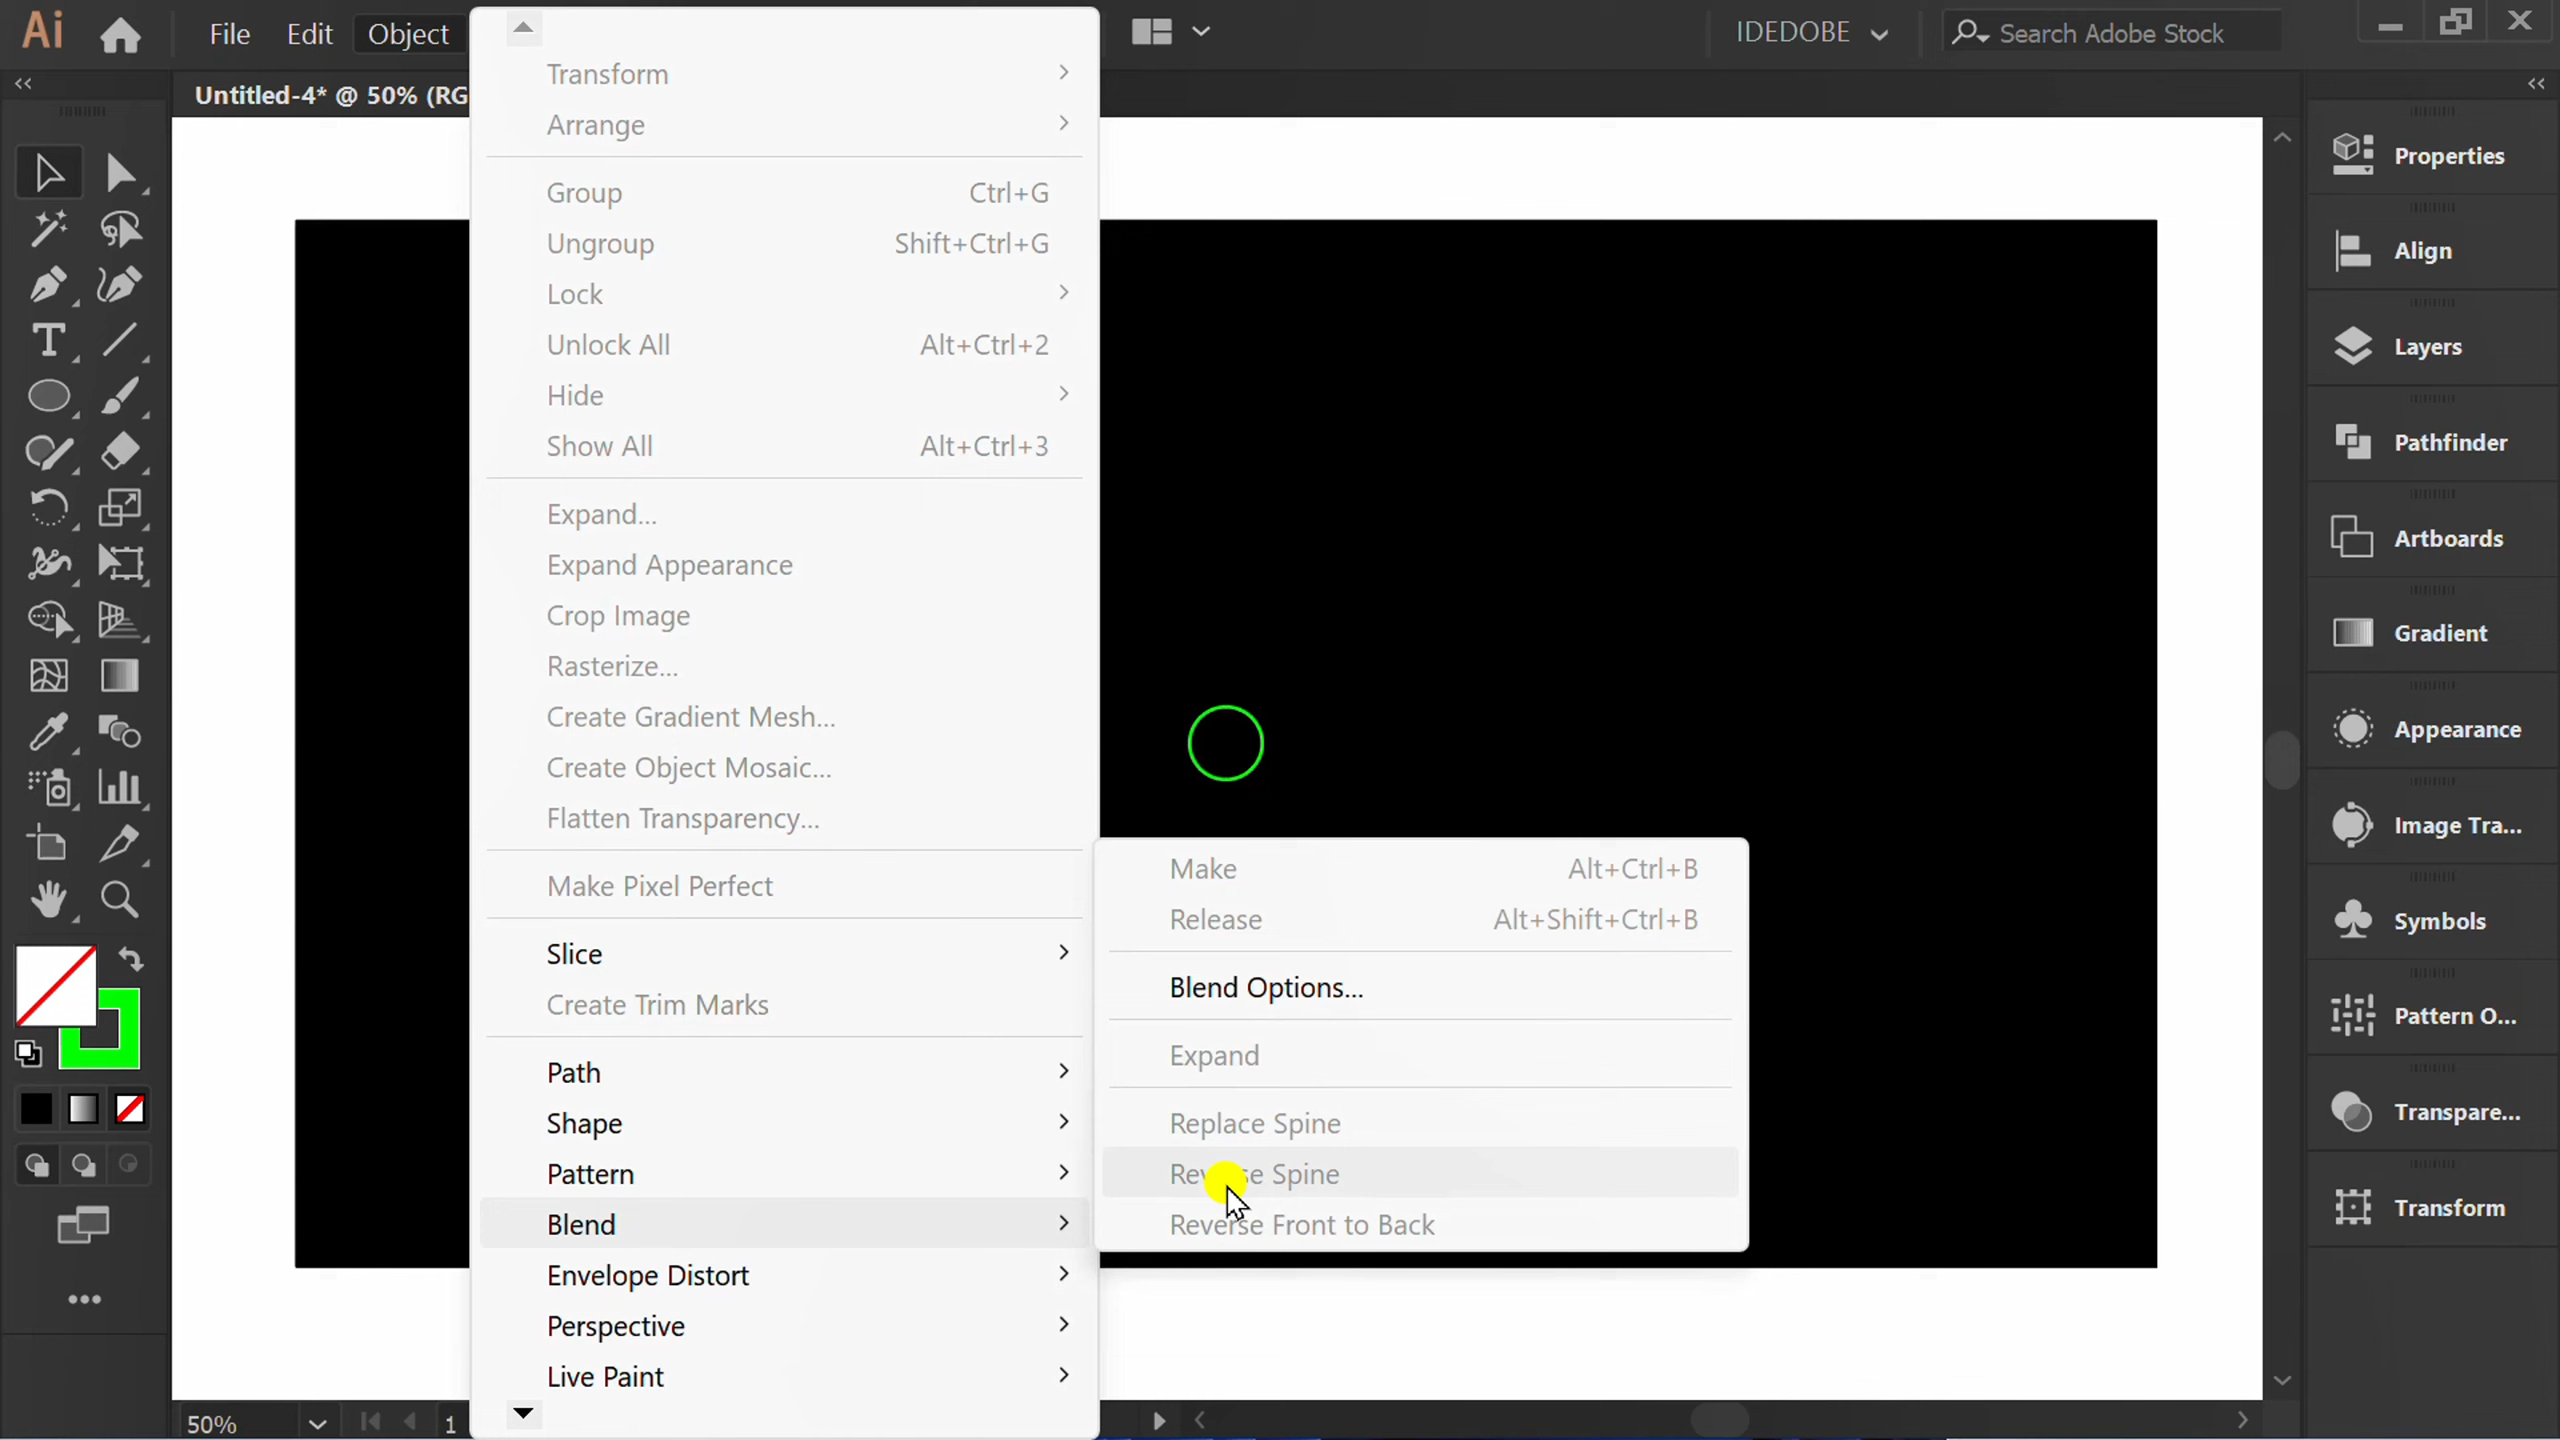 Ai File Edit Object IDEDOBE Search Adobe Stock
Untitled-4* @ 50% (RG
Transform
Arrange
Group Ctrl+G
Ungroup Shift+Ctrl+G
Lock
Unlock All Alt+Ctrl+2
Hide
Show All Alt+Ctrl+3
Expand...
Expand Appearance
Crop Image
Rasterize...
Create Gradient Mesh...
Create Object Mosaic...
Flatten Transparency...
Make Pixel Perfect
Slice
Create Trim Marks
Path
Shape
Pattern
Blend
Envelope Distort
Perspective
Live Paint
Make Alt+Ctrl+B
Release Alt+Shift+Ctrl+B
Blend Options...
Expand
Replace Spine
Reverse Spine
Reverse Front to Back
Properties
Align
Layers
Pathfinder
Artboards
Gradient
Appearance
Image Tra...
Symbols
Pattern O...
Transpare...
Transform
50% 1